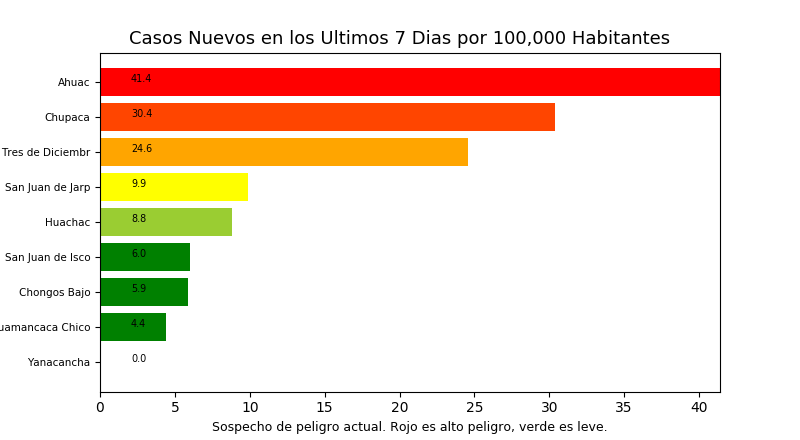 Casos Nuevos en los Ultimos 7 Dias por 100,000 Habitantes
Ahuac 41.4
Chupaca 30.4
Tres de Diciembr 24.6
San Juan de Jarp 9.9
Huachac 8.8
San Juan de Isco 6.0
Chongos Bajo 5.9
uamancaca Chico 4.4
Yanacancha 0.0
0 5 10 15 20 25 30 35 40
Sospecho de peligro actual. Rojo es alto peligro, verde es leve.